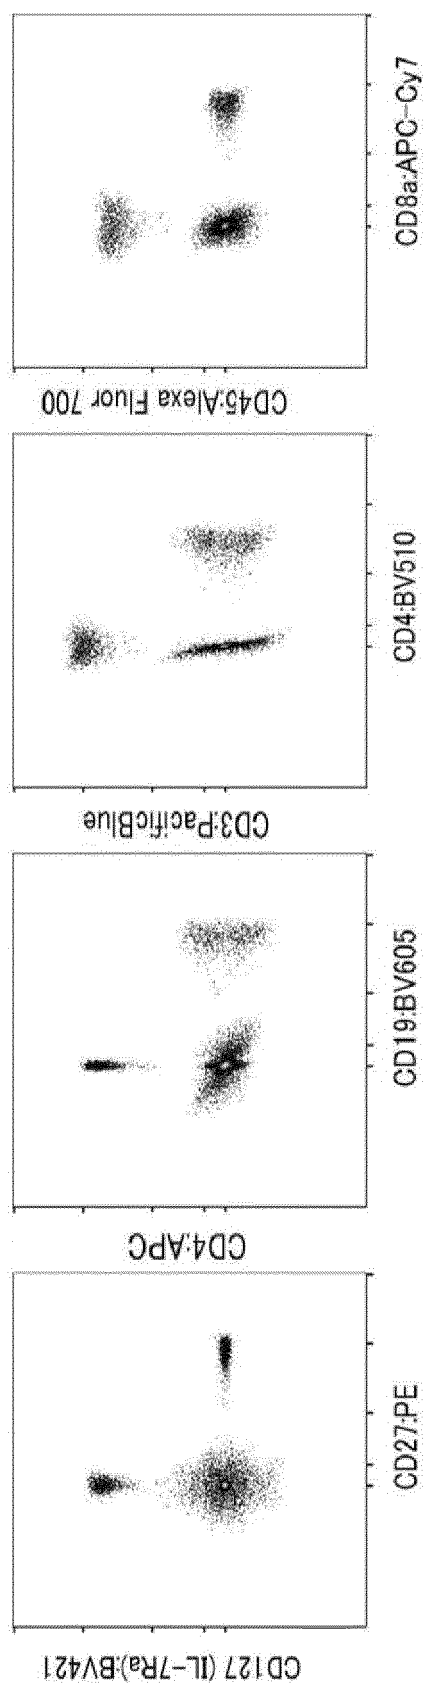 CD127 (IL-7Ra):BV421
CD27:PE
CD4:APC
CD19:BV605
CD3:PacificBlue
CD4:BV510
CD45:Alexa Fluor 700
CD8a:APC-Cy7